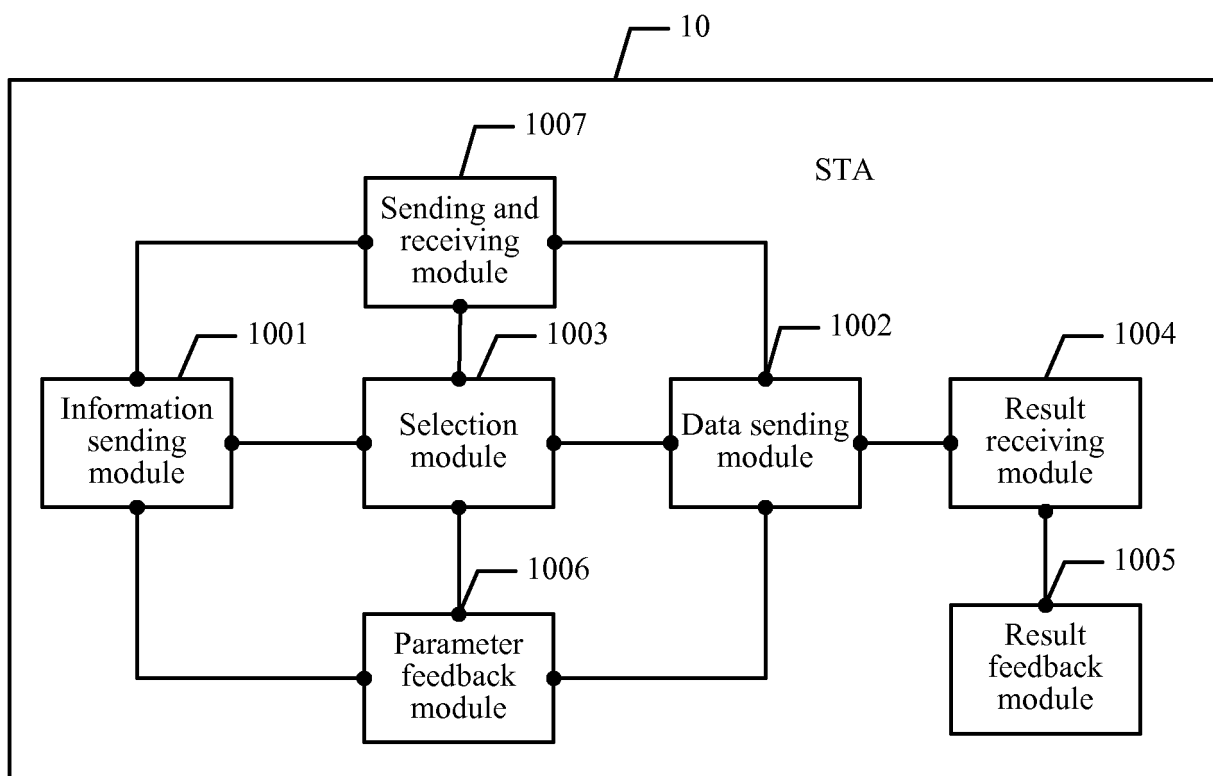 10
1007
STA
Sending and
receiving
module
1001
1003
1002
1004
Information
sending
module
Selection
module
Data sending
module
Result
receiving
module
1006
1005
Parameter
feedback
module
Result
feedback
module